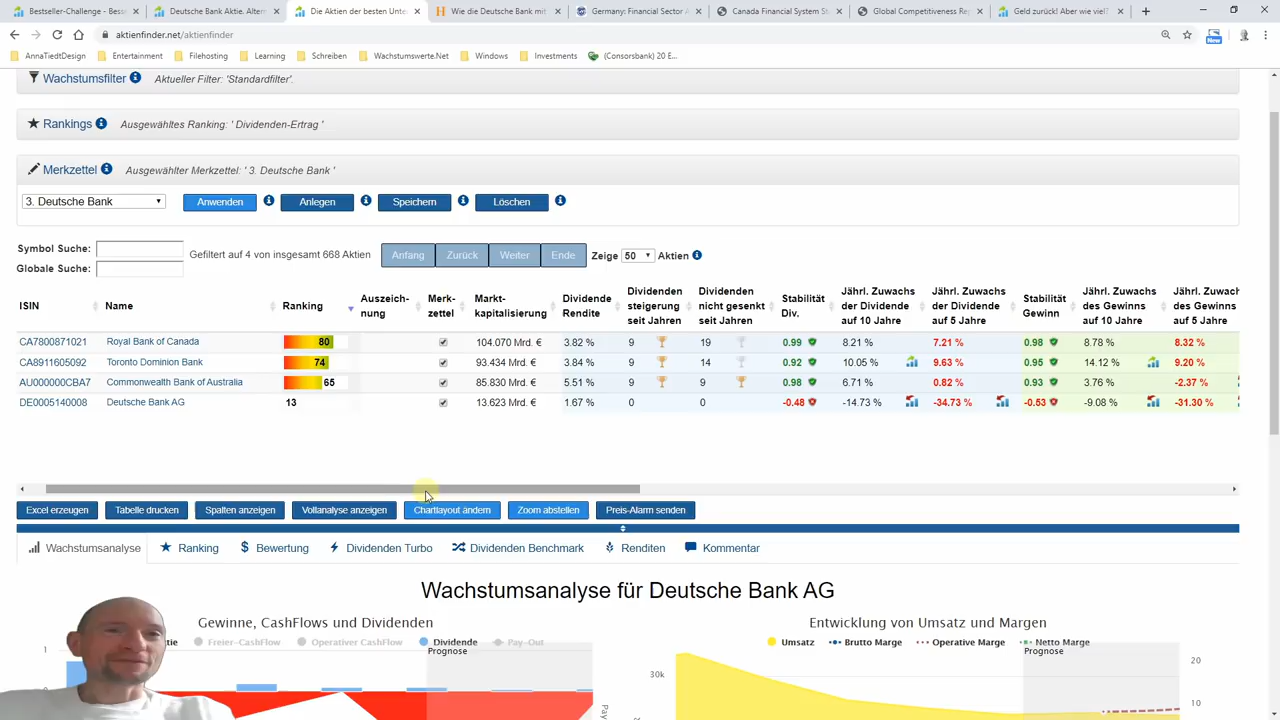 Bestseller-Challenge - Bess
Deutsche Bank Aktie. Altern
Die Aktien der besten Unter
Wie die Deutsche Bank mit
Germany: Financial Sector A
Canada Financial System St
Global Competitiveness Rep
Geld zurück! Aber wie viel?
aktienfinder.net/aktienfinder
New
AnnaTiedtDesign
Entertainment
Filehosting
Learning
Schreiben
Wachstumswerte.Net
Windows
Investments
(Consorsbank) 20 E...
Wachstumsfilter
Aktueller Filter: 'Standardfilter'.
Rankings
Ausgewähltes Ranking: ' Dividenden-Ertrag '
Merkzettel
Ausgewählter Merkzettel: ' 3. Deutsche Bank '
3. Deutsche Bank
Anwenden
Anlegen
Speichern
Löschen
Symbol Suche:
Globale Suche:
Gefiltert auf 4 von insgesamt 668 Aktien
Anfang
Zurück
Weiter
Ende
Zeige 50 Aktien
ISIN
Name
Ranking
Auszeich-
nung
Merk-
zettel
Markt-
kapitalisierung
Dividende
Rendite
Dividenden
steigerung
seit Jahren
Dividenden
nicht gesenkt
seit Jahren
Stabilität
Div.
Jährl. Zuwachs
der Dividende
auf 10 Jahre
Jährl. Zuwachs
der Dividende
auf 5 Jahre
Stabilität
Gewinn
Jährl. Zuwachs
des Gewinns
auf 10 Jahre
Jährl. Zuwach
des Gewinns
auf 5 Jahre
CA7800871021 Royal Bank of Canada 80 104.070 Mrd. € 3.82 % 9 19 0.99 8.21 % 7.21 % 0.98 8.78 % 8.32 %
CA8911605092 Toronto Dominion Bank 74 93.434 Mrd. € 3.84 % 9 14 0.92 10.05 % 9.63 % 0.95 14.12 % 9.20 %
AU000000CBA7 Commonwealth Bank of Australia 65 85.830 Mrd. € 5.51 % 9 9 0.98 6.71 % 0.82 % 0.93 3.76 % -2.37 %
DE0005140008 Deutsche Bank AG 13 13.623 Mrd. € 1.67 % 0 0 -0.48 -14.73 % -34.73 % -0.53 -9.08 % -31.30 %
Excel erzeugen
Tabelle drucken
Spalten anzeigen
Vollanalyse anzeigen
Chartlayout ändern
Zoom abstellen
Preis-Alarm senden
Wachstumsanalyse
Ranking
Bewertung
Dividenden Turbo
Dividenden Benchmark
Renditen
Kommentar
Wachstumsanalyse für Deutsche Bank AG
Gewinne, CashFlows und Dividenden
Freier-CashFlow
Operativer CashFlow
Dividende
Pay-Out
Prognose
1
Entwicklung von Umsatz und Margen
Umsatz
Brutto Marge
Operative Marge
Netto Marge
Prognose
30k
20
10